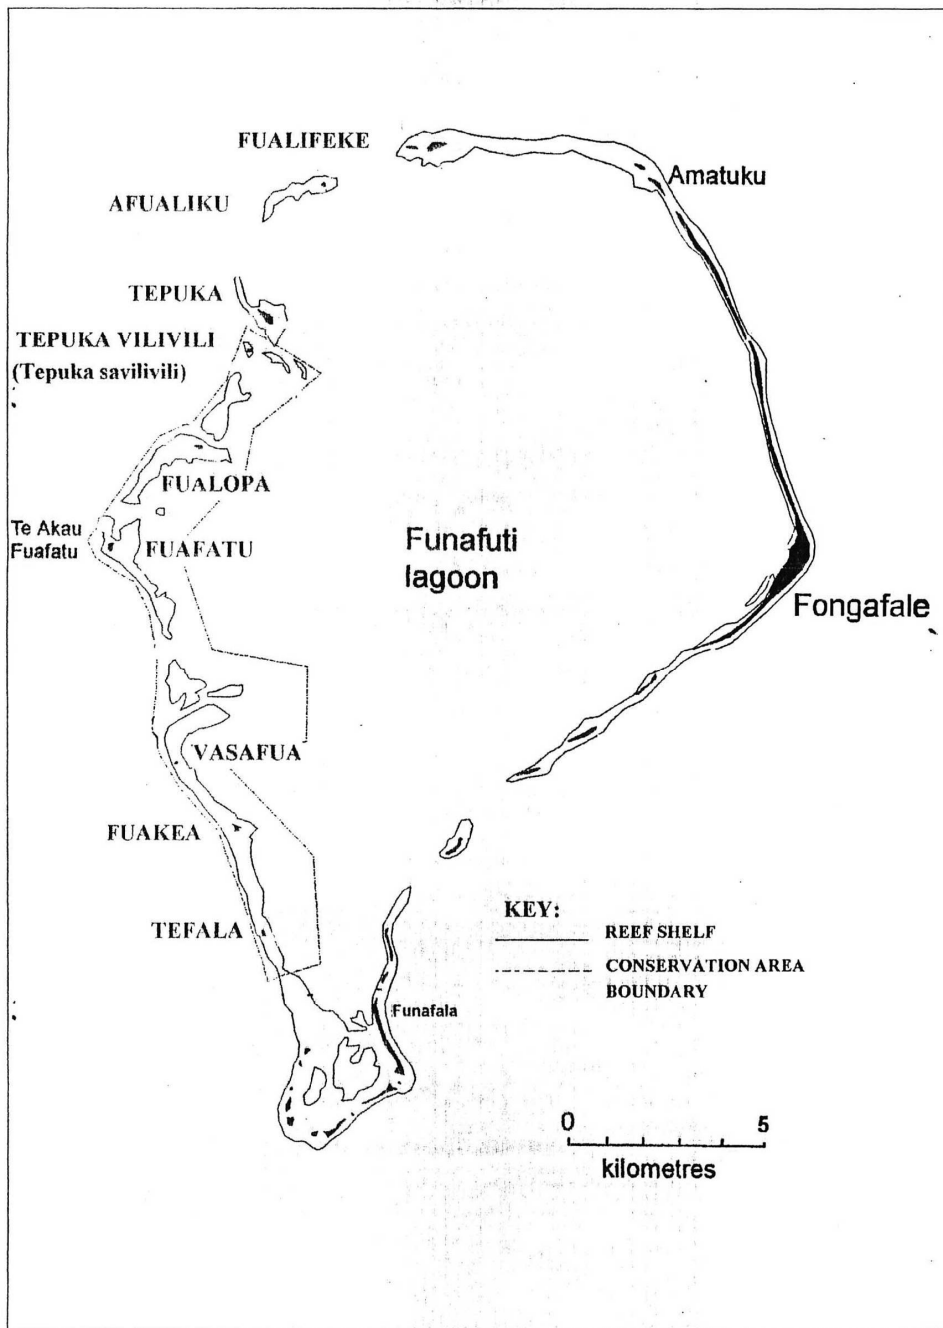 FUALIFEKE
Amatuku
AFUALIKU
TEPUKA
TEPUKA VILIVILI
(Tepuka savilivili)
FUALOPA
Te Akau
Fuafatu
FUAFATU
Funafuti
lagoon
Fongafale
VASAFUA
FUAKEA
TEFALA
KEY:
REEF SHELF
CONSERVATION AREA
BOUNDARY
Funafala
0 5
kilometres